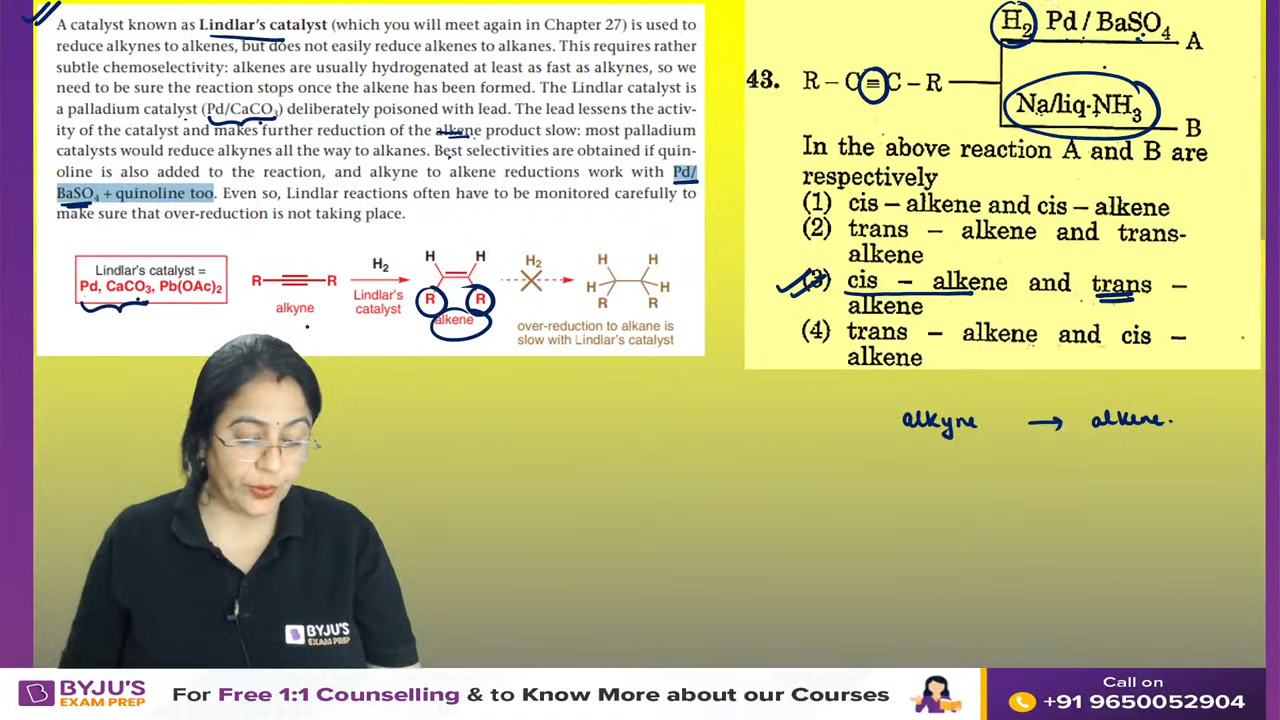 A catalyst known as Lindlar's catalyst (which you will meet again in Chapter 27) is used to
reduce alkynes to alkenes, but does not easily reduce alkenes to alkanes. This requires rather
subtle chemoselectivity: alkenes are usually hydrogenated at least as fast as alkynes, so we
need to be sure the reaction stops once the alkene has been formed. The Lindlar catalyst is
a palladium catalyst (Pd/CaCO₃) deliberately poisoned with lead. The lead lessens the activ-
ity of the catalyst and makes further reduction of the alkene product slow: most palladium
catalysts would reduce alkynes all the way to alkanes. Best selectivities are obtained if quin-
oline is also added to the reaction, and alkyne to alkene reductions work with Pd/
BaSO₄ + quinoline too. Even so, Lindlar reactions often have to be monitored carefully to
make sure that over-reduction is not taking place.
Lindlar's catalyst =
Pd, CaCO₃, Pb(OAc)₂
R R
alkyne
H₂
Lindlar's
catalyst
H H
R R
alkene
H₂
H H
H H
R R
over-reduction to alkane is
slow with Lindlar's catalyst
H₂ Pd / BaSO₄
A
43. R – C ≡ C – R
Na/liq·NH₃
B
In the above reaction A and B are
respectively
(1) cis – alkene and cis – alkene
(2) trans – alkene and trans-
alkene
(3) cis – alkene and trans –
alkene
(4) trans – alkene and cis –
alkene
alkyne → alkene.
BYJU'S
EXAM PREP
BYJU'S
EXAM PREP
For Free 1:1 Counselling & to Know More about our Courses
Call on
+91 9650052904